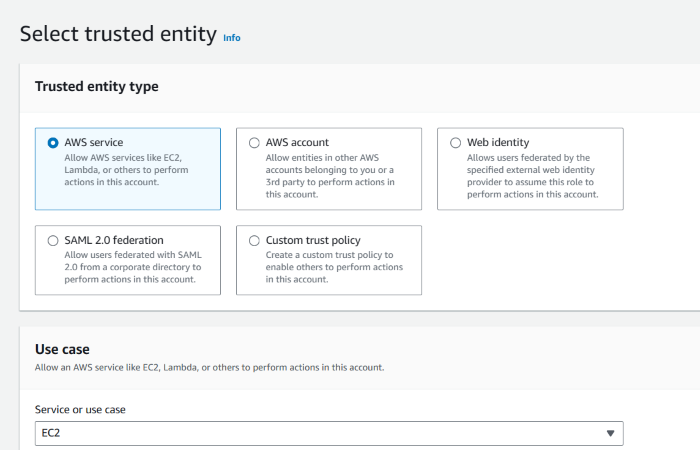 Select trusted entity Info
Trusted entity type
AWS service
Allow AWS services like EC2,
Lambda, or others to perform
actions in this account.
AWS account
Allow entities in other AWS
accounts belonging to you or a
3rd party to perform actions in
this account.
Web identity
Allows users federated by the
specified external web identity
provider to assume this role to
perform actions in this account.
SAML 2.0 federation
Allow users federated with SAML
2.0 from a corporate directory to
perform actions in this account.
Custom trust policy
Create a custom trust policy to
enable others to perform actions
in this account.
Use case
Allow an AWS service like EC2, Lambda, or others to perform actions in this account.
Service or use case
EC2